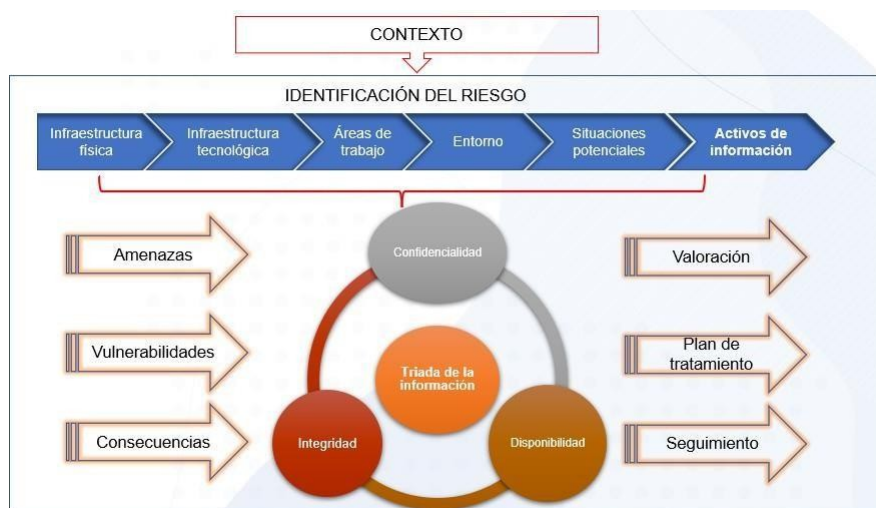 CONTEXTO
IDENTIFICACIÓN DEL RIESGO
Infraestructura
física
Infraestructura
tecnológica
Áreas de
trabajo
Entorno
Situaciones
potenciales
Activos de
información
Amenazas
Vulnerabilidades
Consecuencias
Confidencialidad
Triada de la
información
Integridad
Disponibilidad
Valoración
Plan de
tratamiento
Seguimiento